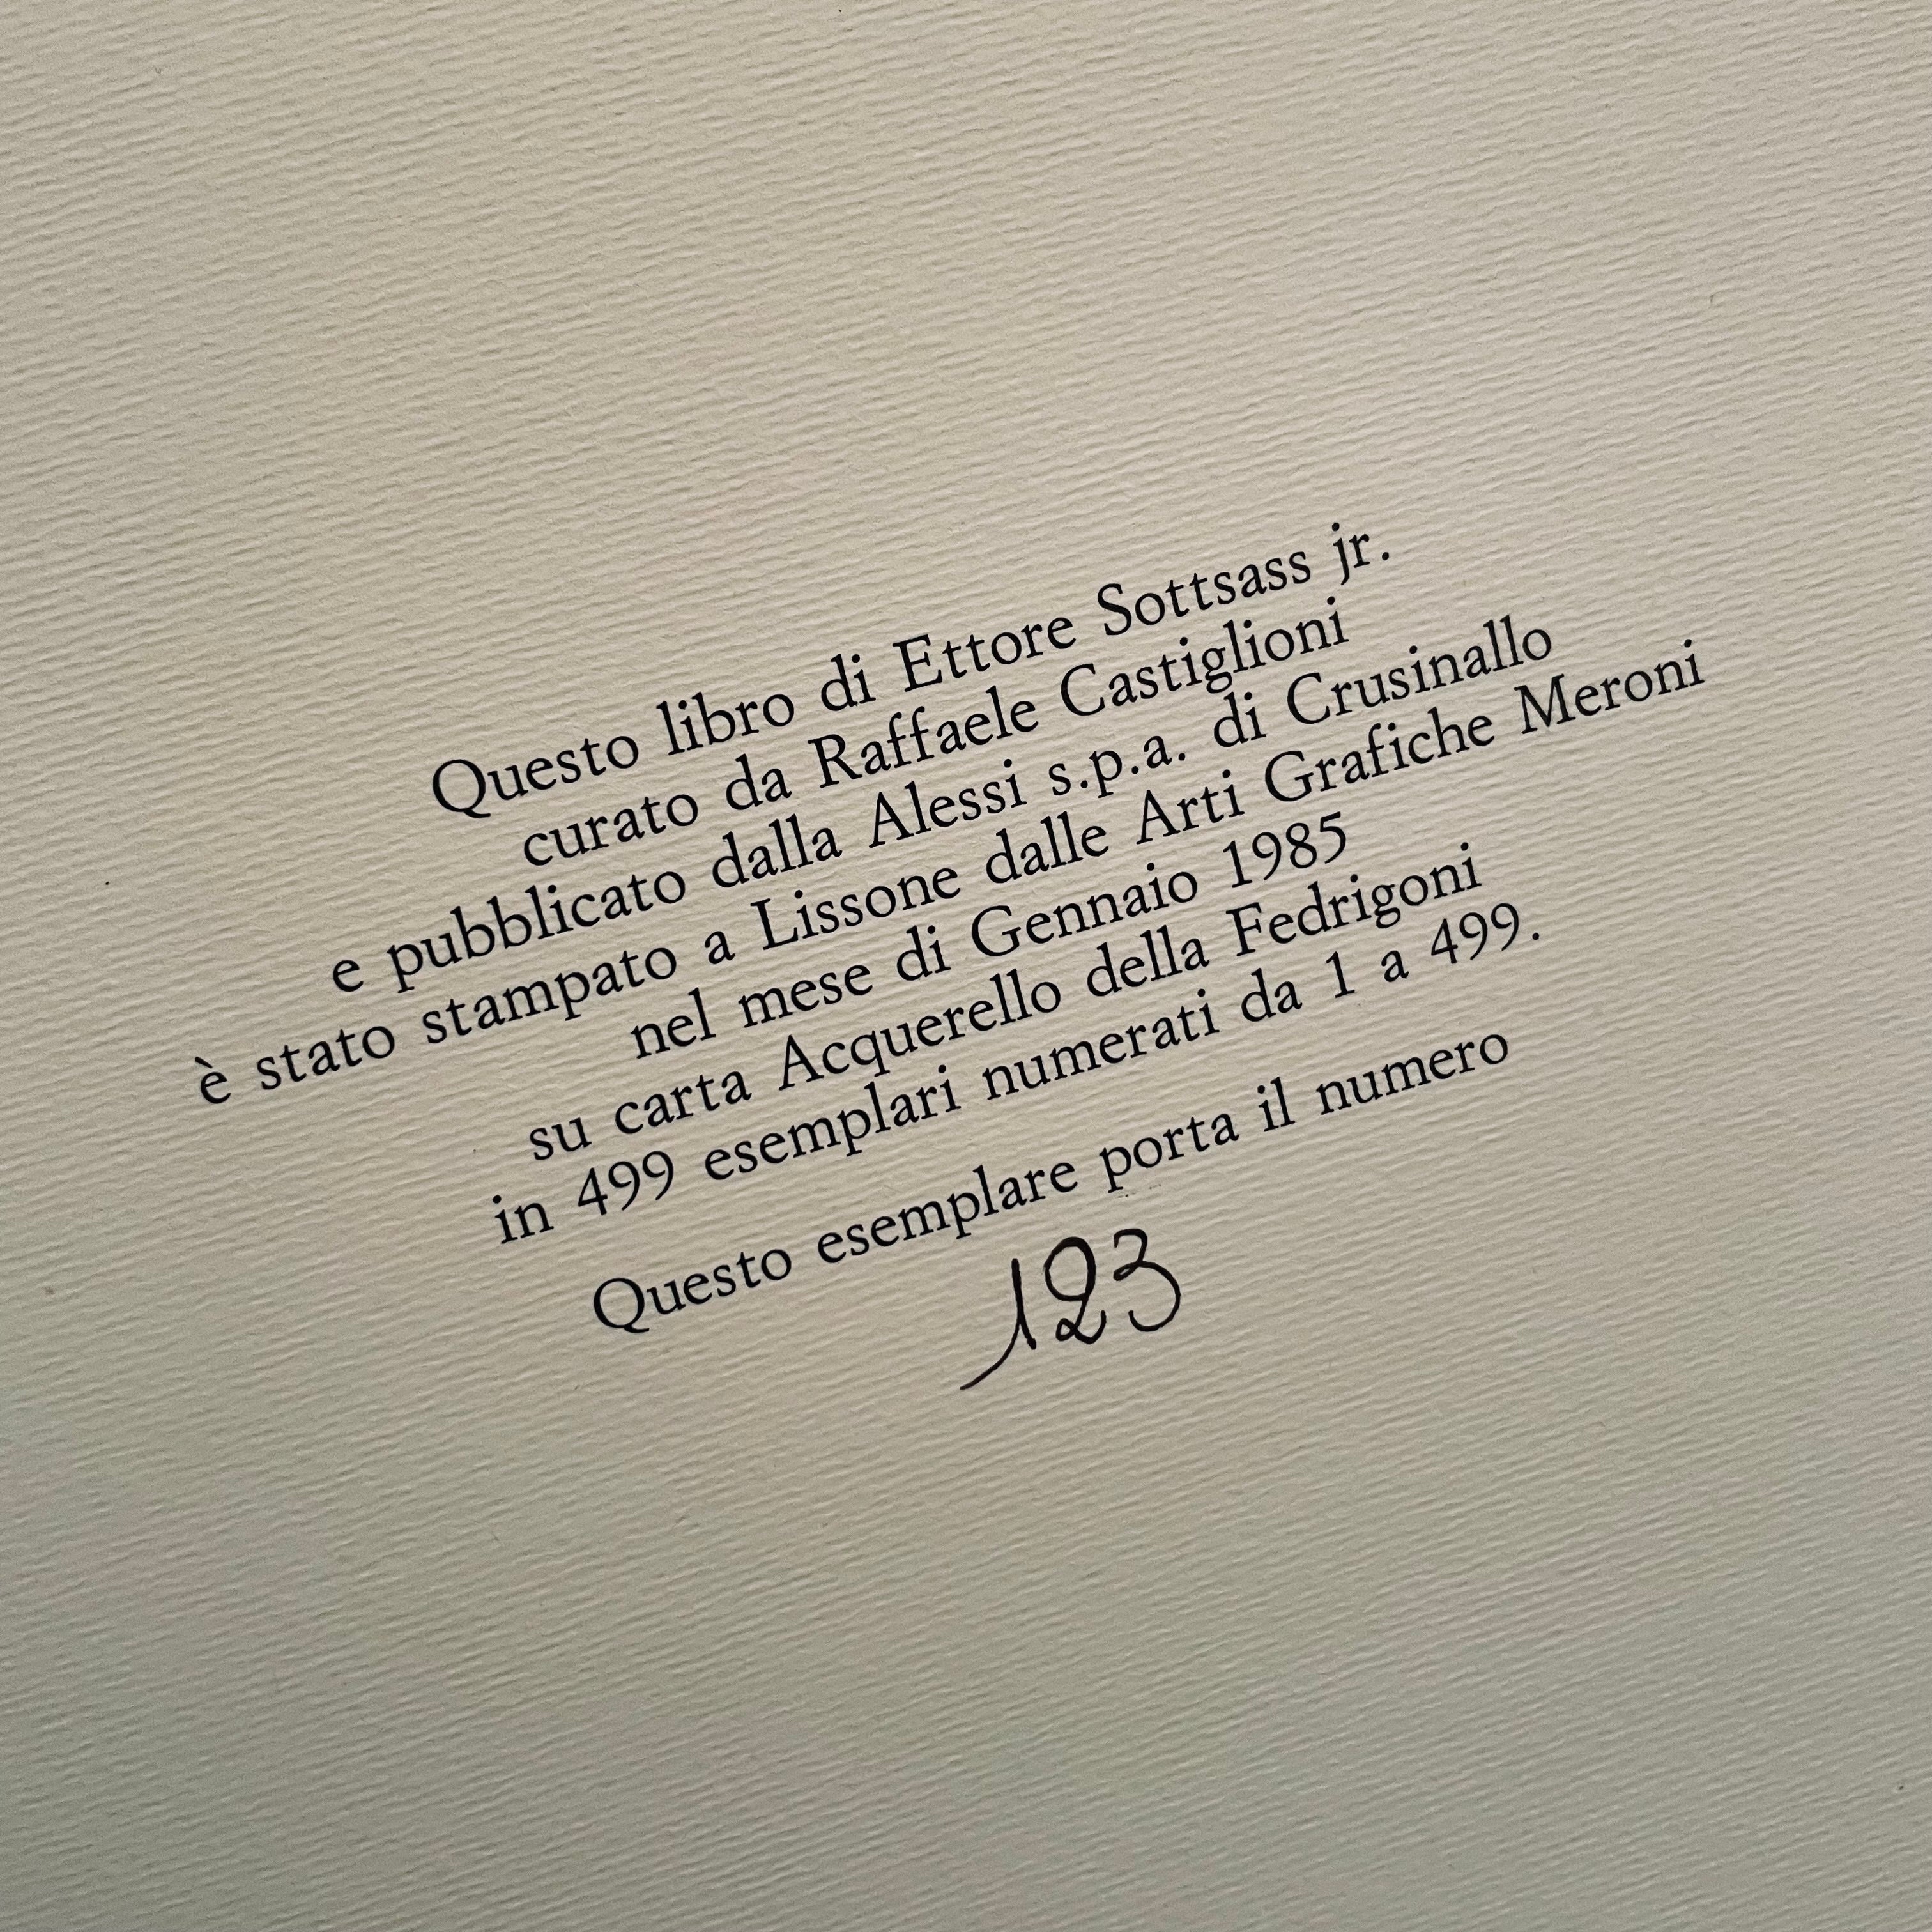 Questo libro di Ettore Sottsass jr.
curato da Raffaele Castiglioni
e pubblicato dalla Alessi s.p.a. di Crusinallo
è stato stampato a Lissone dalle Arti Grafiche Meroni
nel mese di Gennaio 1985
su carta Acquerello della Fedrigoni
in 499 esemplari numerati da 1 a 499.
Questo esemplare porta il numero
123